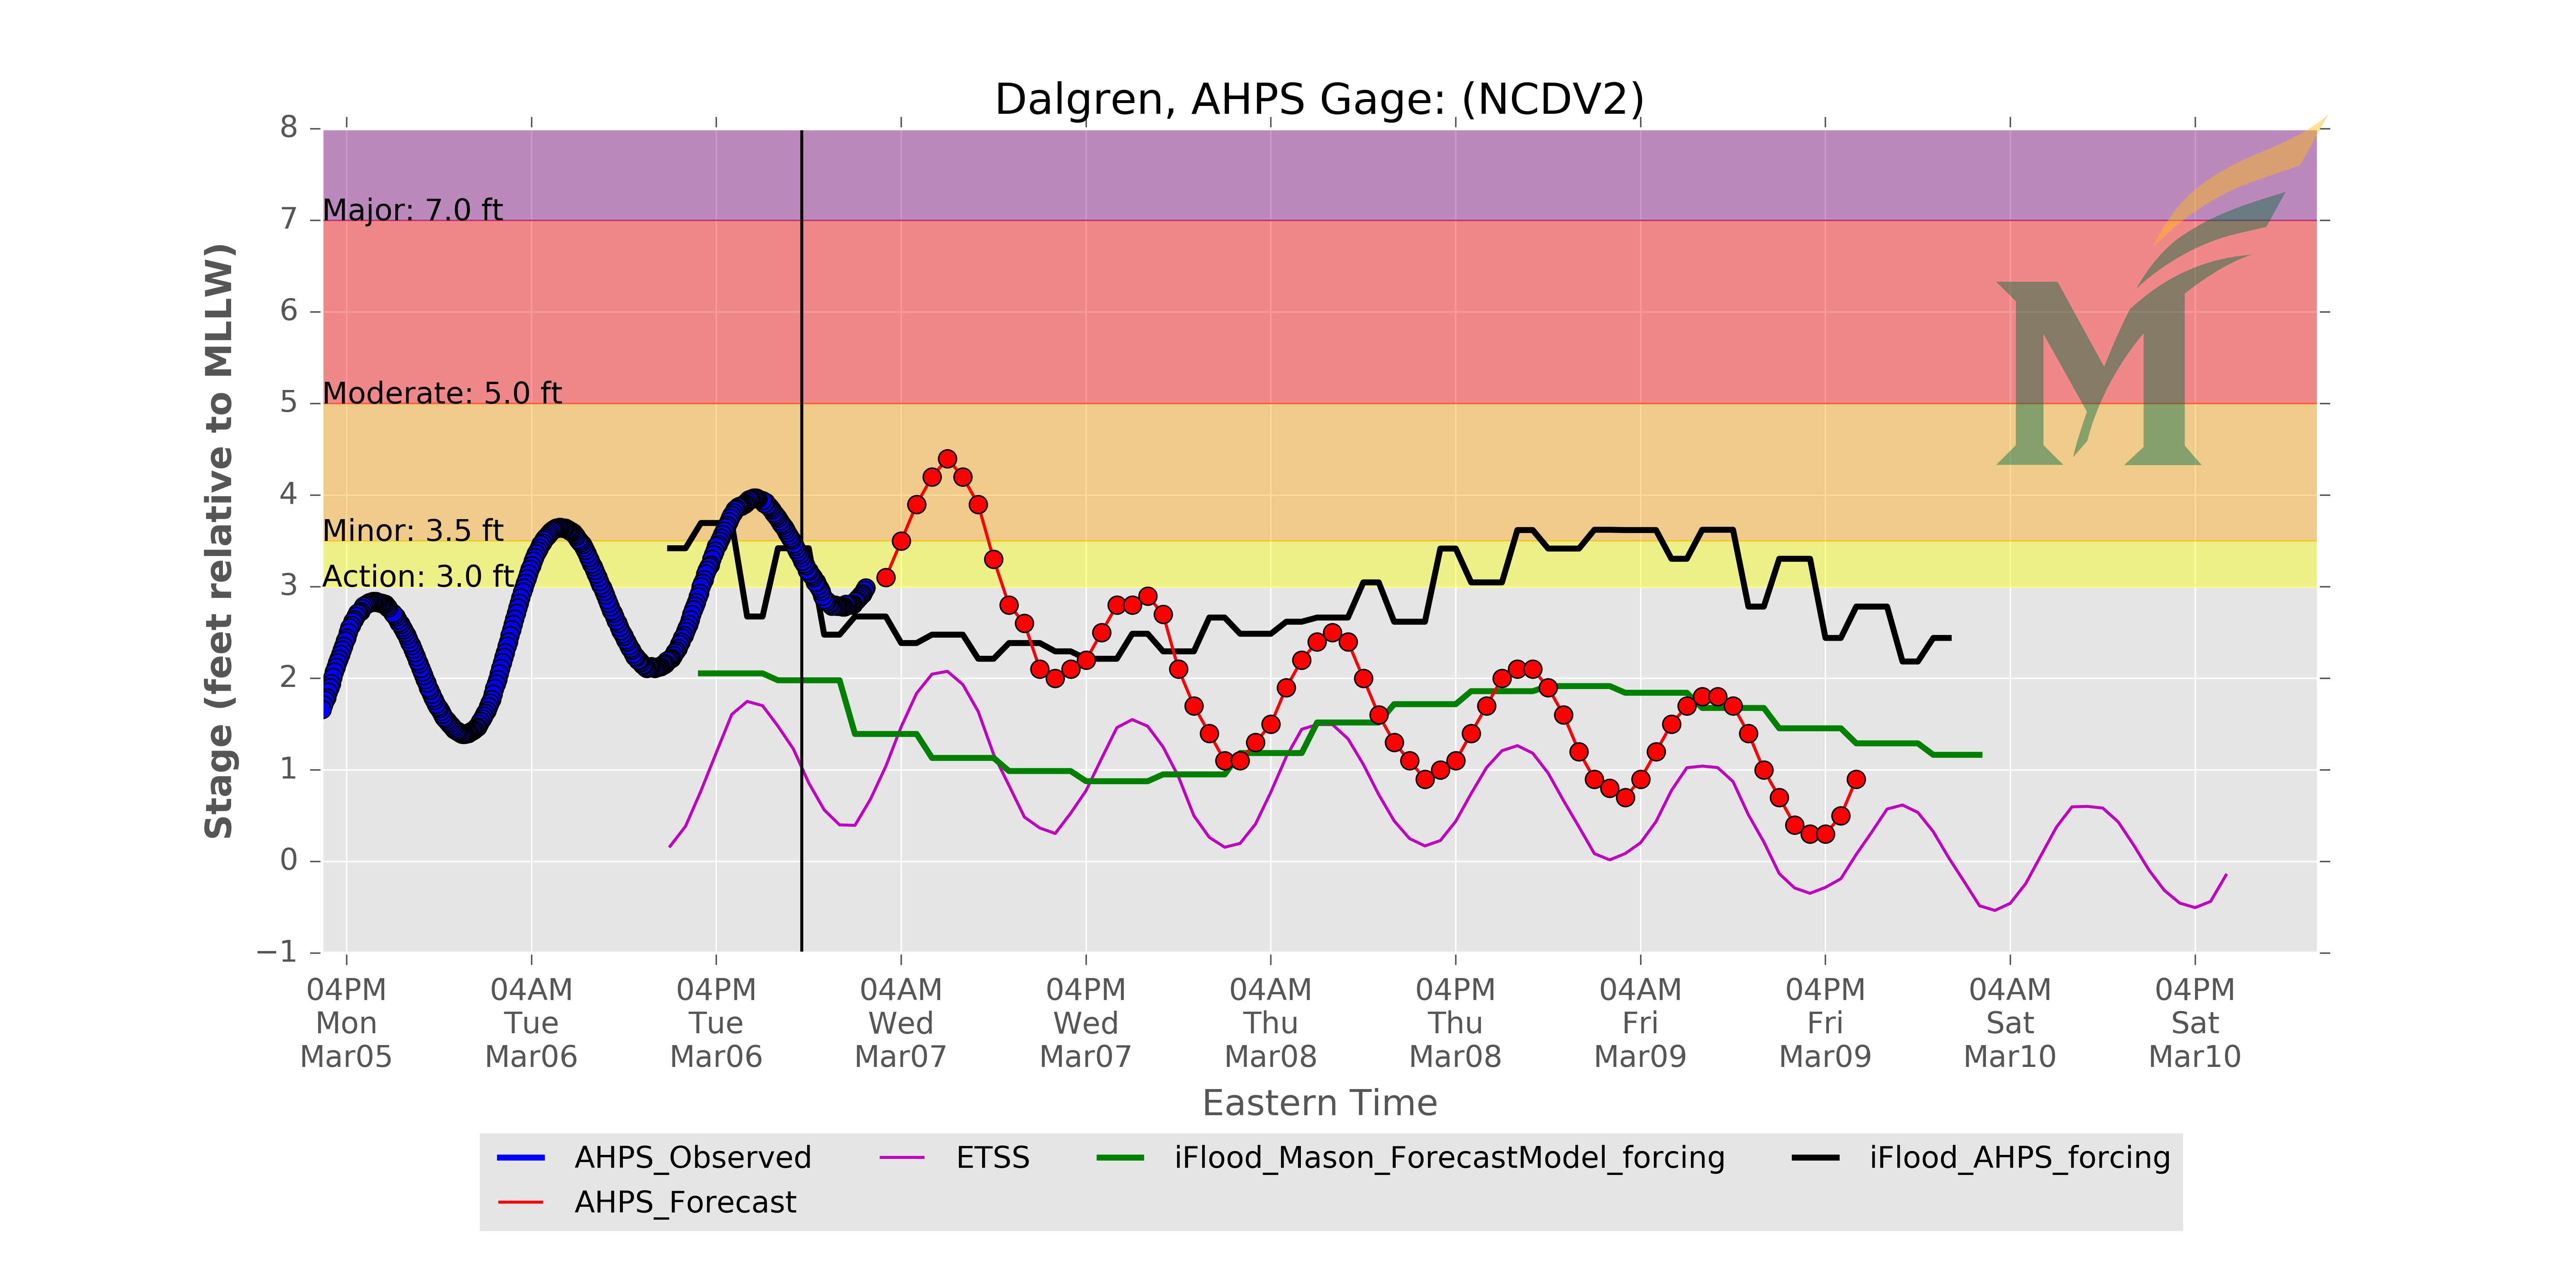 Dalgren, AHPS Gage: (NCDV2)
8
7
6
5
4
3
2
1
0
−1
Stage (feet relative to MLLW)
Major: 7.0 ft
Moderate: 5.0 ft
Minor: 3.5 ft
Action: 3.0 ft
M
04PM 04AM 04PM 04AM 04PM 04AM 04PM 04AM 04PM 04AM 04PM
Mon Tue Tue Wed Wed Thu Thu Fri Fri Sat Sat
Mar05 Mar06 Mar06 Mar07 Mar07 Mar08 Mar08 Mar09 Mar09 Mar10 Mar10
Eastern Time
AHPS_Observed ETSS iFlood_Mason_ForecastModel_forcing iFlood_AHPS_forcing
AHPS_Forecast